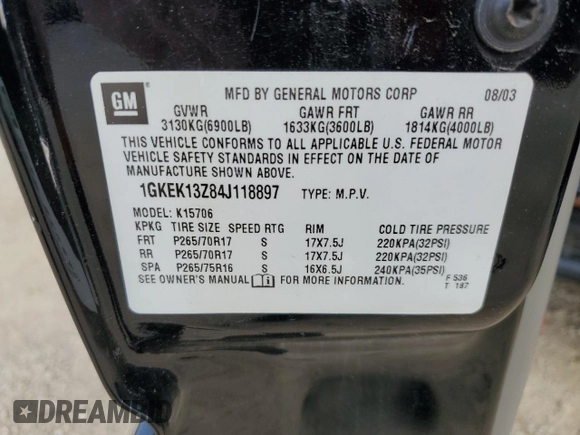 GM
MFD BY GENERAL MOTORS CORP 08/03
GVWR GAWR FRT GAWR RR
3130KG(6900LB) 1633KG(3600LB) 1814KG(4000LB)
THIS VEHICLE CONFORMS TO ALL APPLICABLE U.S. FEDERAL MOTOR
VEHICLE SAFETY STANDARDS IN EFFECT ON THE DATE OF
MANUFACTURE SHOWN ABOVE.
1GKEK13Z84J118897 TYPE: M.P.V.
MODEL: K15706
KPKG TIRE SIZE SPEED RTG RIM COLD TIRE PRESSURE
FRT P265/70R17 S 17X7.5J 220KPA(32PSI)
RR P265/70R17 S 17X7.5J 220KPA(32PSI)
SPA P265/75R16 S 16X6.5J 240KPA(35PSI)
SEE OWNER'S MANUAL FOR MORE INFORMATION. F 536
T 187
DREAMBID